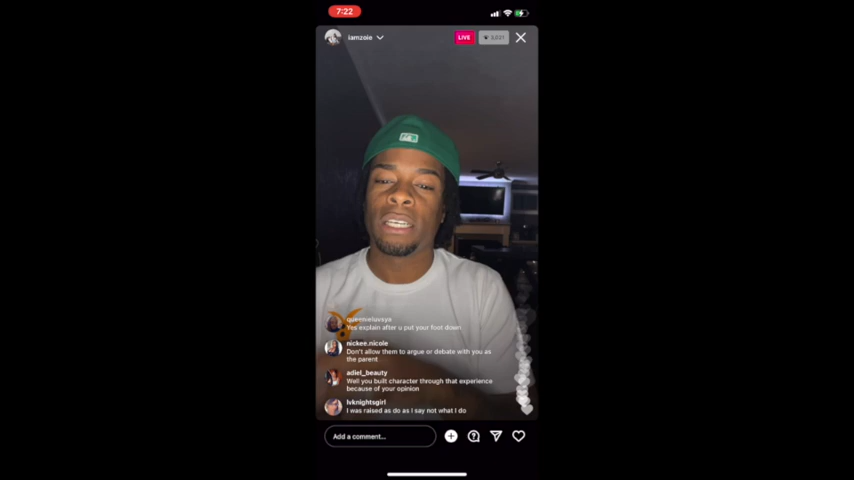 7:22
iamzoie
LIVE
Yes explain after u put your foot down
nickee.nicole
Don't allow them to argue or debate with you as
the parent
adiel_beauty
Well you built character through that experience
because of your opinion
lvknightsgirl
I was raised as do as I say not what I do
Add a comment...